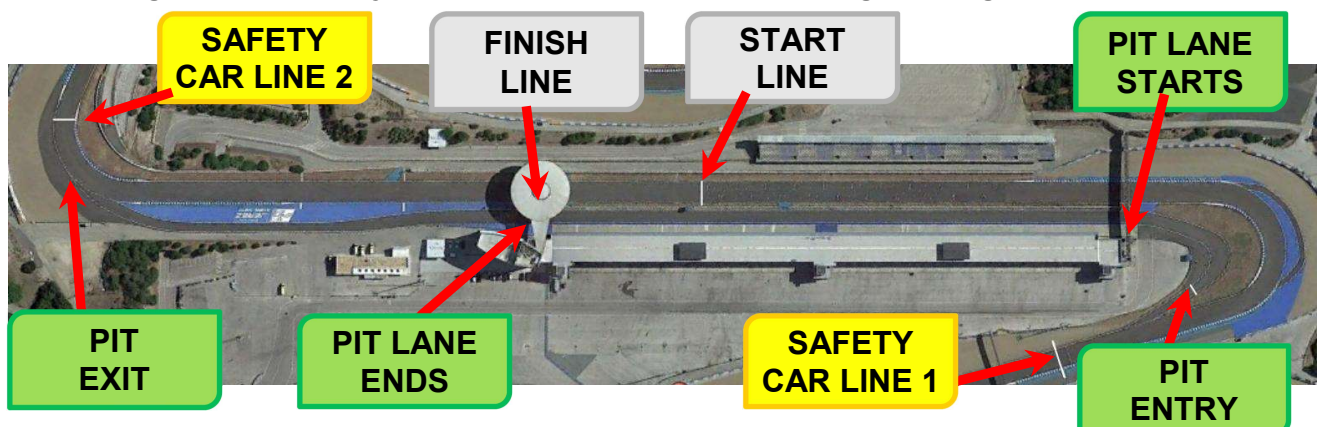 SAFETY
CAR LINE 2
FINISH
LINE
START
LINE
PIT LANE
STARTS
PIT
EXIT
PIT LANE
ENDS
SAFETY
CAR LINE 1
PIT
ENTRY